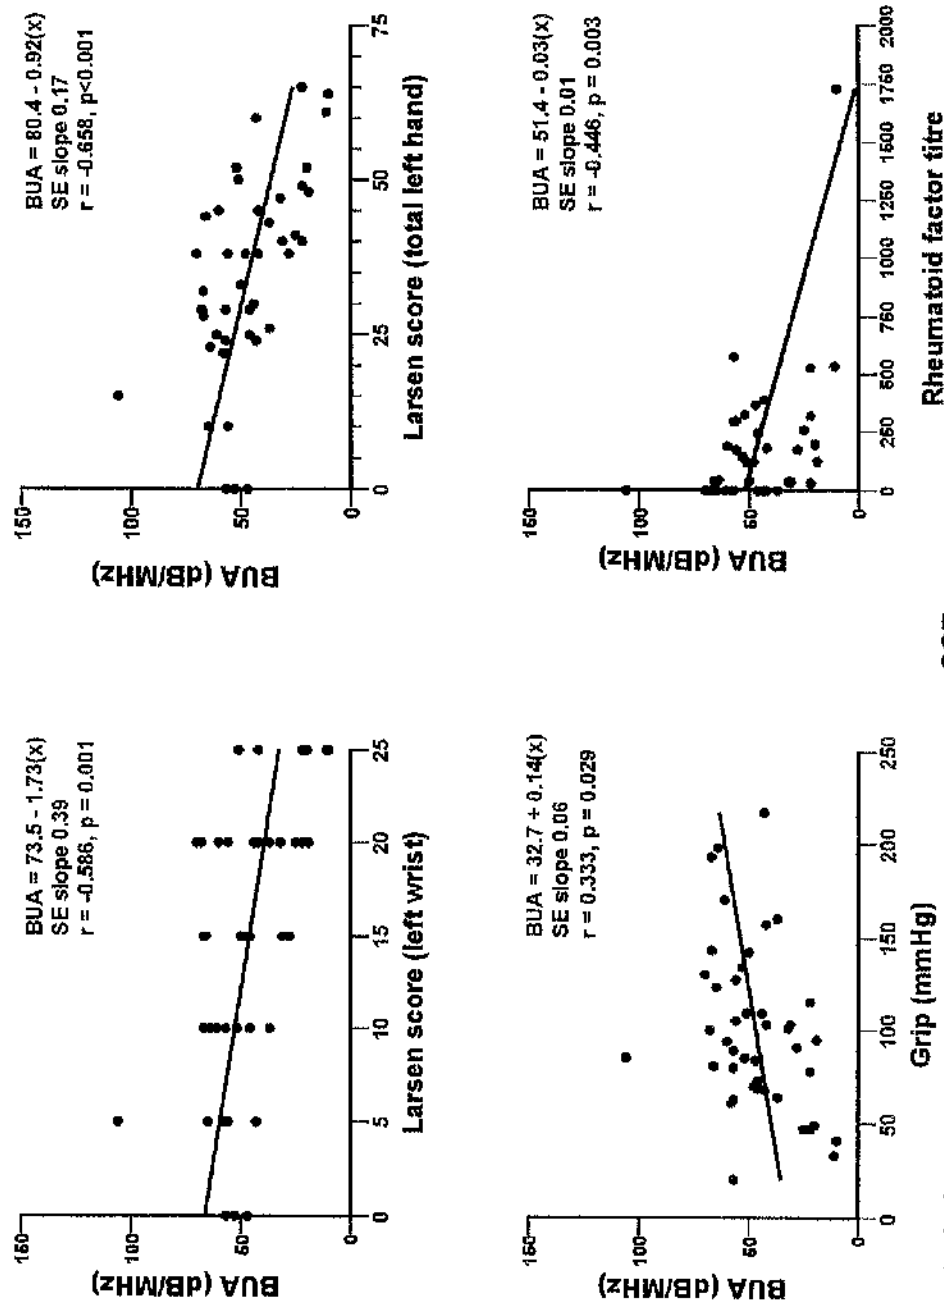 BUA (dB/MHz)
150
100
50
0
BUA = 73.5 - 1.73(x)
SE slope 0.39
r = -0.586, p = 0.001
0 5 10 15 20 25
Larsen score (left wrist)
BUA (dB/MHz)
150
100
50
0
BUA = 80.4 - 0.92(x)
SE slope 0.17
r = -0.658, p<0.001
0 25 50 75
Larsen score (total left hand)
BUA (dB/MHz)
150
100
50
0
BUA = 32.7 + 0.14(x)
SE slope 0.06
r = 0.333, p = 0.029
0 50 100 150 200 250
Grip (mmHg)
BUA (dB/MHz)
150
100
50
0
BUA = 51.4 - 0.03(x)
SE slope 0.01
r = -0.446, p = 0.003
0 250 500 750 1000 1250 1500 1750 2000
Rheumatoid factor titre